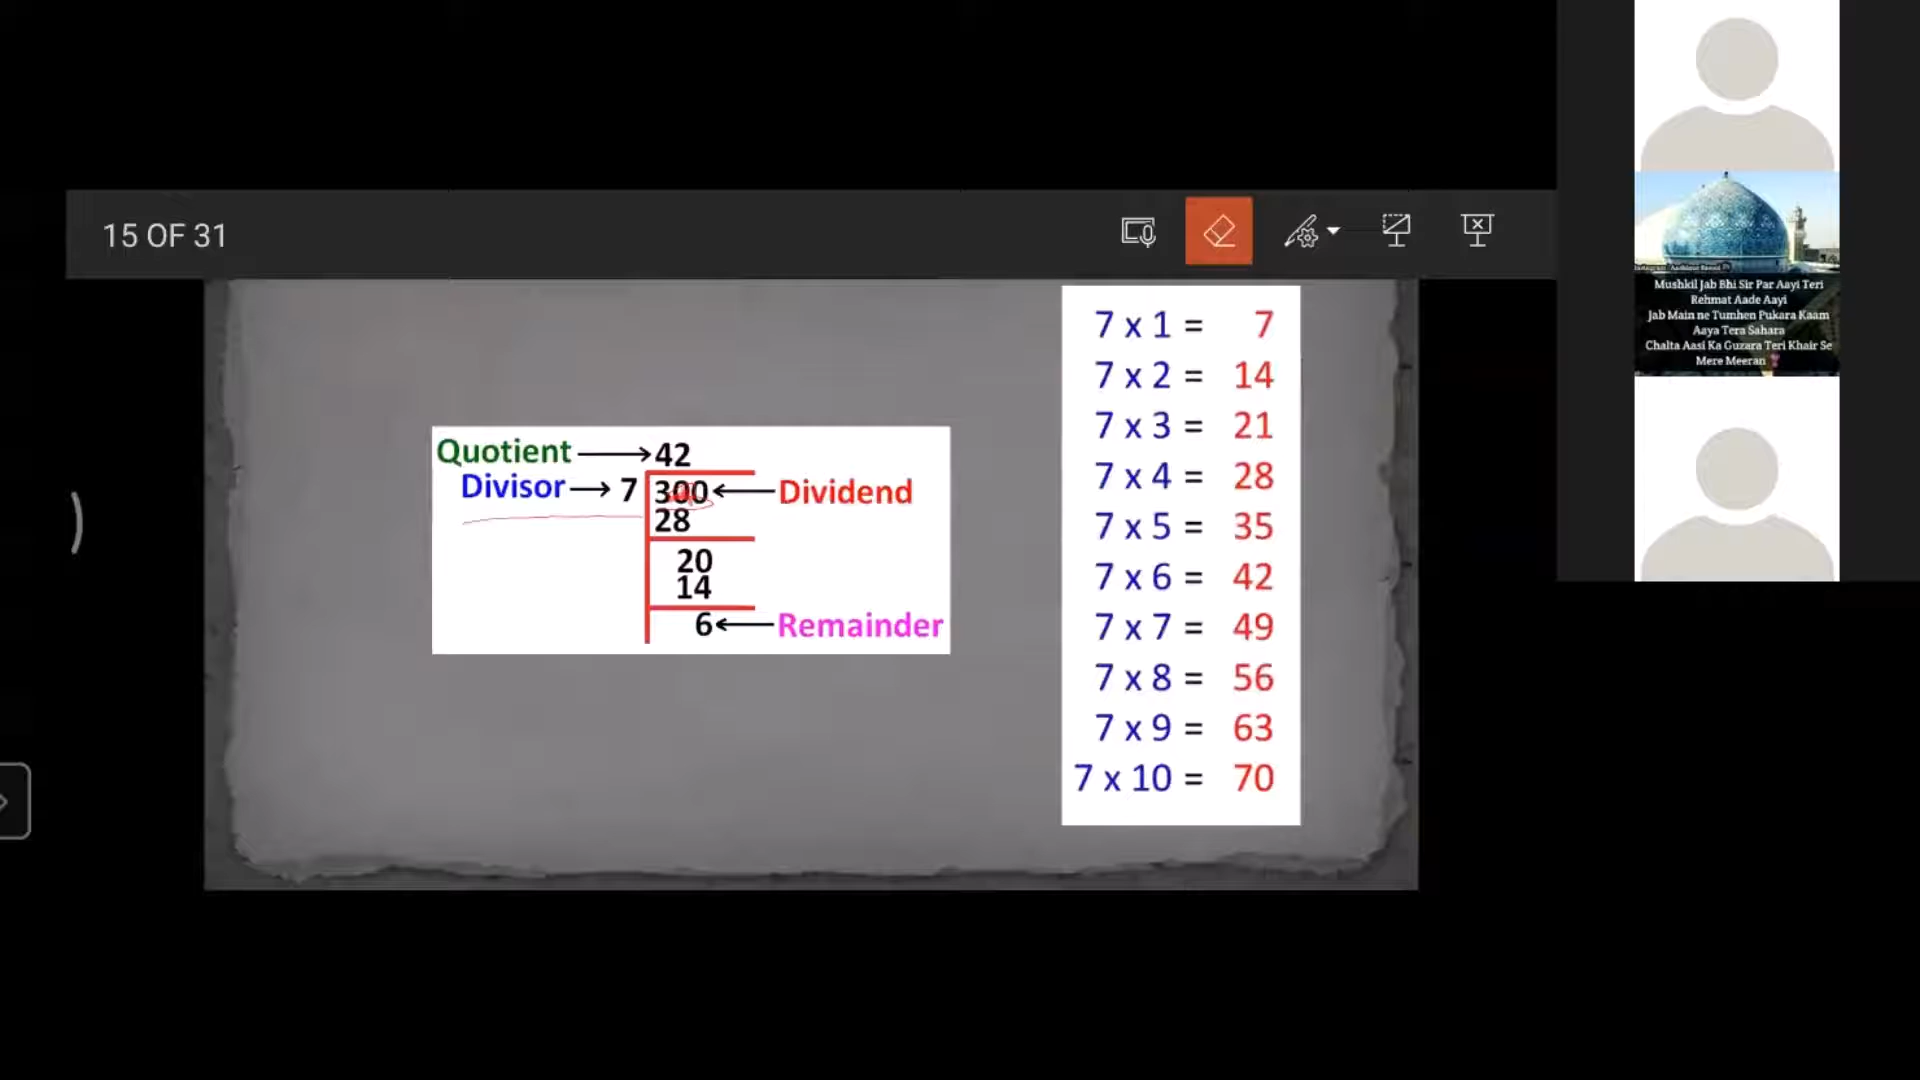 15 OF 31
Quotient → 42
Divisor → 7 300 ← Dividend
28
20
14
6 ← Remainder
7 x 1 = 7
7 x 2 = 14
7 x 3 = 21
7 x 4 = 28
7 x 5 = 35
7 x 6 = 42
7 x 7 = 49
7 x 8 = 56
7 x 9 = 63
7 x 10 = 70
Mushkil Jab Bhi Sir Par Aayi Teri
Rehmat Aade Aayi
Jab Main ne Tumhen Pukara Kaam
Aaya Tera Sahara
Chalta Aasi Ka Guzara Teri Khair Se
Mere Meeran